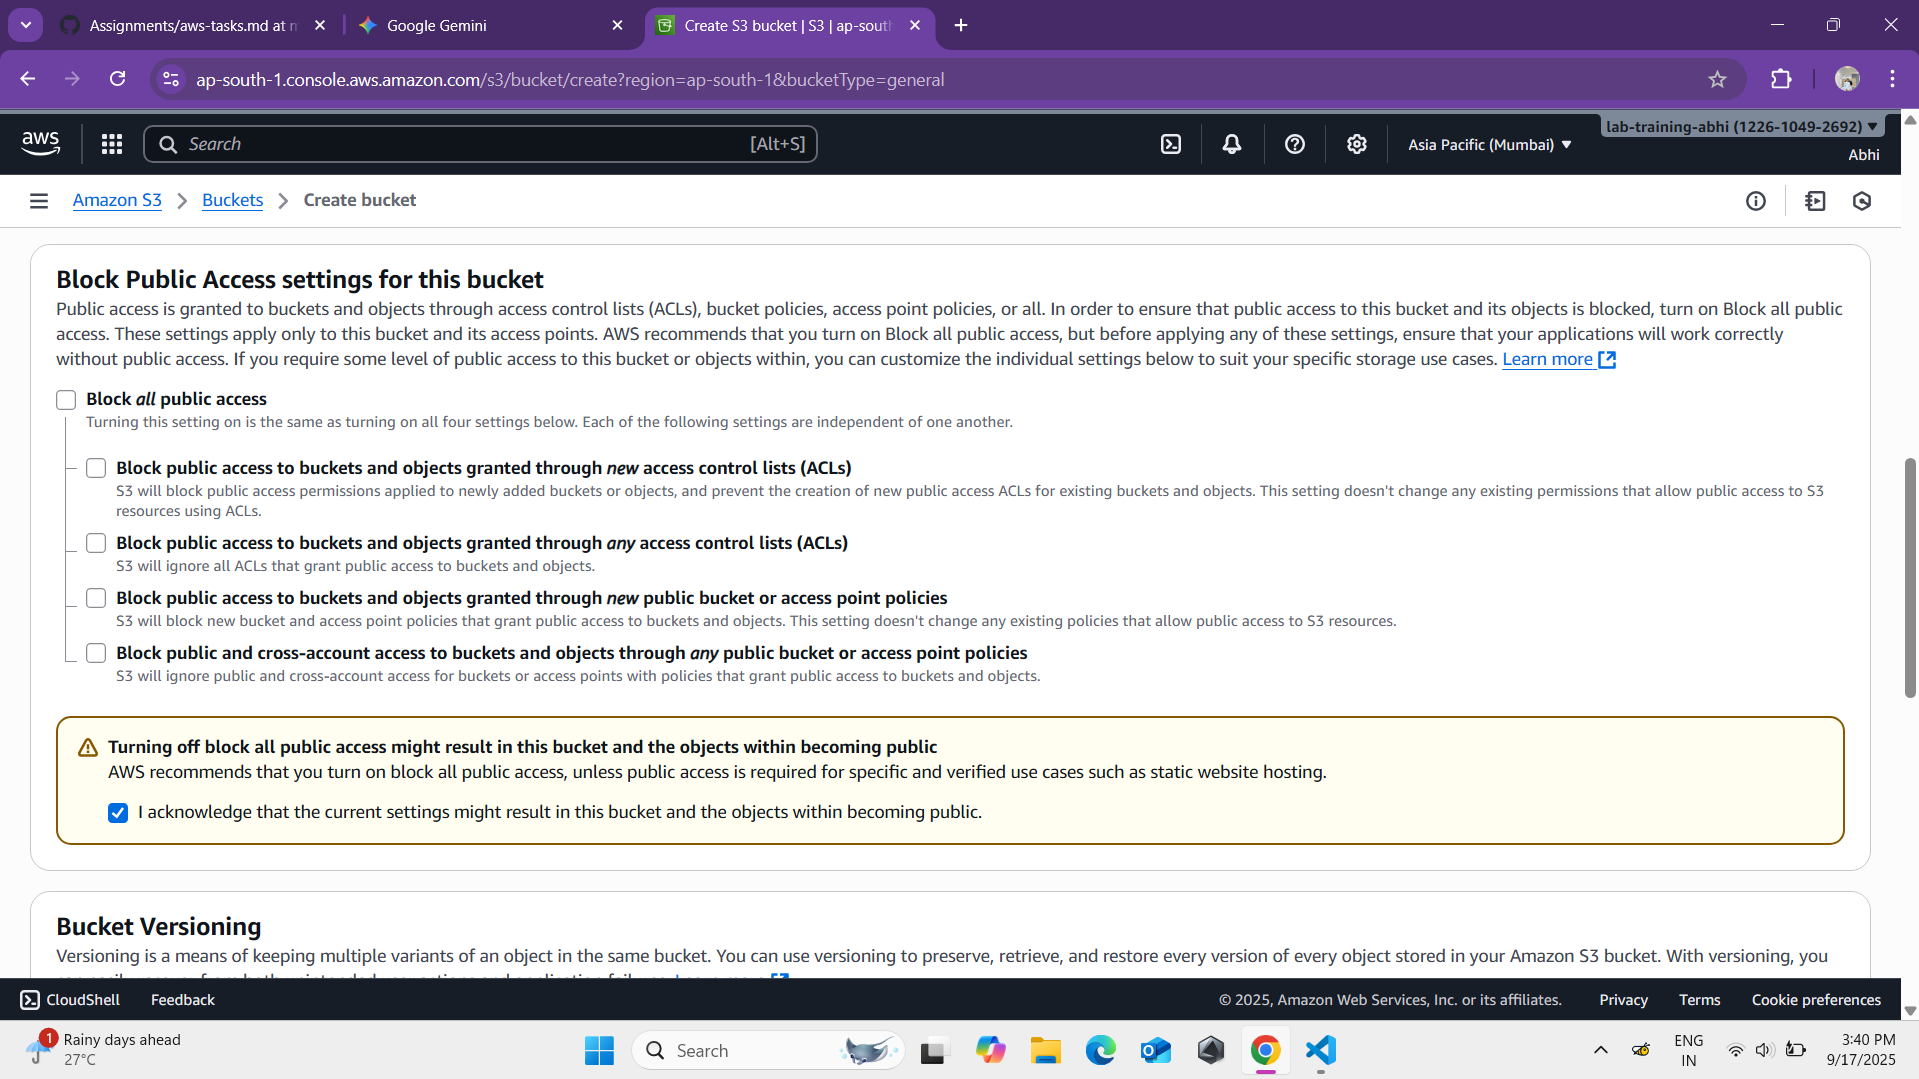 Assignments/aws-tasks.md at m
Google Gemini
Create S3 bucket | S3 | ap-sout
ap-south-1.console.aws.amazon.com/s3/bucket/create?region=ap-south-1&bucketType=general
aws
Search
[Alt+S]
Asia Pacific (Mumbai)
lab-training-abhi (1226-1049-2692)
Abhi
Amazon S3
Buckets
Create bucket
Block Public Access settings for this bucket
Public access is granted to buckets and objects through access control lists (ACLs), bucket policies, access point policies, or all. In order to ensure that public access to this bucket and its objects is blocked, turn on Block all public
access. These settings apply only to this bucket and its access points. AWS recommends that you turn on Block all public access, but before applying any of these settings, ensure that your applications will work correctly
without public access. If you require some level of public access to this bucket or objects within, you can customize the individual settings below to suit your specific storage use cases. Learn more
Block all public access
Turning this setting on is the same as turning on all four settings below. Each of the following settings are independent of one another.
Block public access to buckets and objects granted through new access control lists (ACLs)
S3 will block public access permissions applied to newly added buckets or objects, and prevent the creation of new public access ACLs for existing buckets and objects. This setting doesn't change any existing permissions that allow public access to S3
resources using ACLs.
Block public access to buckets and objects granted through any access control lists (ACLs)
S3 will ignore all ACLs that grant public access to buckets and objects.
Block public access to buckets and objects granted through new public bucket or access point policies
S3 will block new bucket and access point policies that grant public access to buckets and objects. This setting doesn't change any existing policies that allow public access to S3 resources.
Block public and cross-account access to buckets and objects through any public bucket or access point policies
S3 will ignore public and cross-account access for buckets or access points with policies that grant public access to buckets and objects.
Turning off block all public access might result in this bucket and the objects within becoming public
AWS recommends that you turn on block all public access, unless public access is required for specific and verified use cases such as static website hosting.
I acknowledge that the current settings might result in this bucket and the objects within becoming public.
Bucket Versioning
Versioning is a means of keeping multiple variants of an object in the same bucket. You can use versioning to preserve, retrieve, and restore every version of every object stored in your Amazon S3 bucket. With versioning, you
CloudShell
Feedback
© 2025, Amazon Web Services, Inc. or its affiliates.
Privacy
Terms
Cookie preferences
1
Rainy days ahead
27°C
Search
ENG
IN
3:40 PM
9/17/2025